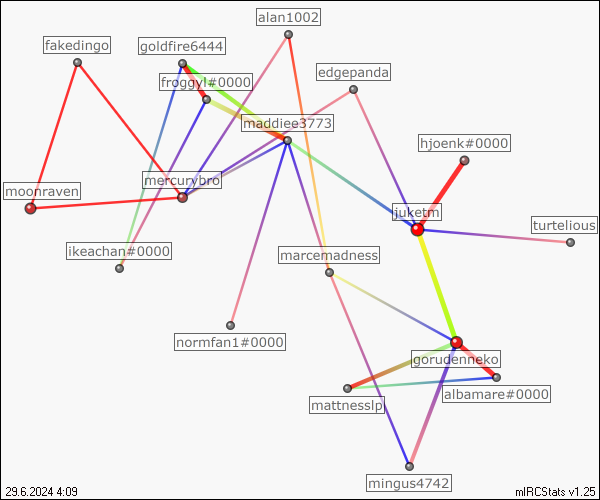 alan1002
fakedingo
goldfire6444
edgepanda
froggyl#0000
maddiee3773
hjoenk#0000
mercurybro
moonraven
juketm
turtelious
ikeachan#0000
marcemadness
normfan1#0000
gorudenneko
albamare#0000
mattnesslp
mingus4742
29.6.2024 4:09
mIRCStats v1.25